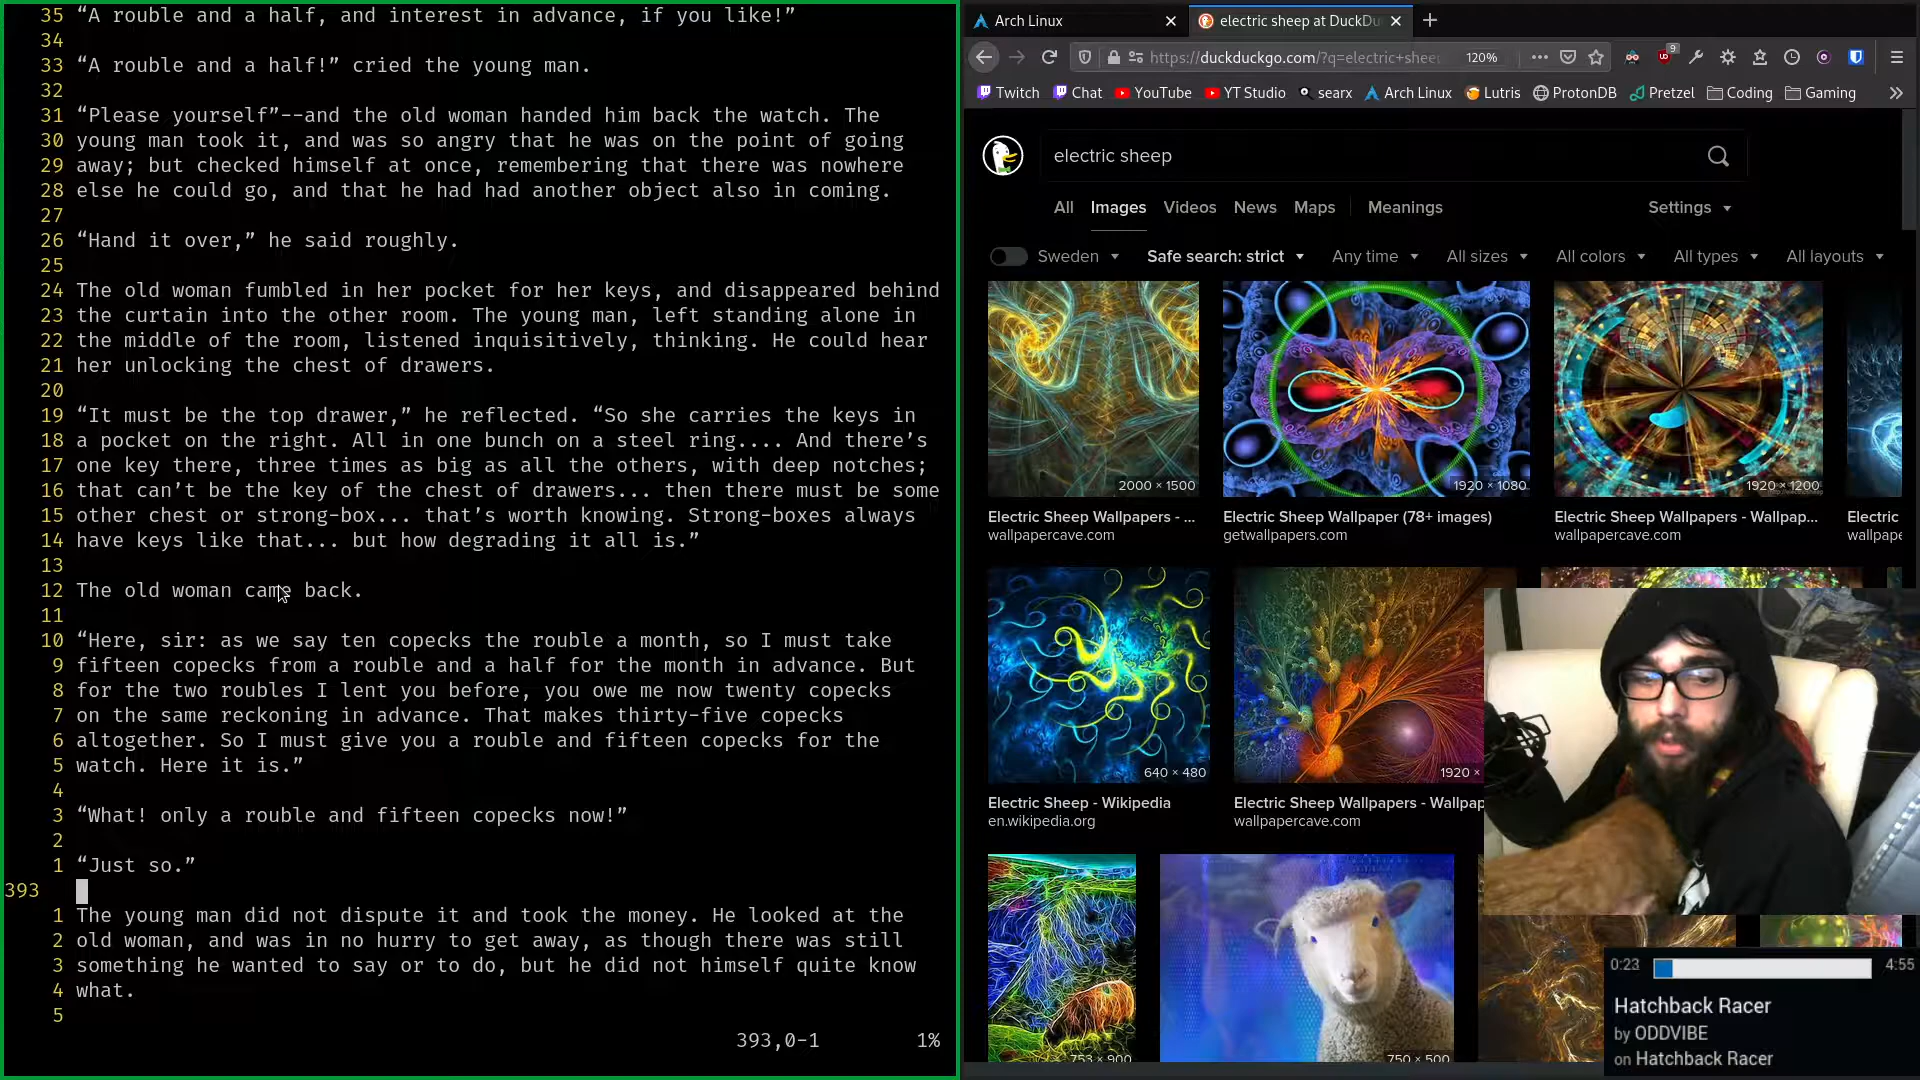 35 “A rouble and a half, and interest in advance, if you like!”
34
33 “A rouble and a half!” cried the young man.
32
31 “Please yourself”--and the old woman handed him back the watch. The
30 young man took it, and was so angry that he was on the point of going
29 away; but checked himself at once, remembering that there was nowhere
28 else he could go, and that he had had another object also in coming.
27
26 “Hand it over,” he said roughly.
25
24 The old woman fumbled in her pocket for her keys, and disappeared behind
23 the curtain into the other room. The young man, left standing alone in
22 the middle of the room, listened inquisitively, thinking. He could hear
21 her unlocking the chest of drawers.
20
19 “It must be the top drawer,” he reflected. “So she carries the keys in
18 a pocket on the right. All in one bunch on a steel ring.... And there’s
17 one key there, three times as big as all the others, with deep notches;
16 that can’t be the key of the chest of drawers... then there must be some
15 other chest or strong-box... that’s worth knowing. Strong-boxes always
14 have keys like that... but how degrading it all is.”
13
12 The old woman came back.
11
10 “Here, sir: as we say ten copecks the rouble a month, so I must take
9 fifteen copecks from a rouble and a half for the month in advance. But
8 for the two roubles I lent you before, you owe me now twenty copecks
7 on the same reckoning in advance. That makes thirty-five copecks
6 altogether. So I must give you a rouble and fifteen copecks for the
5 watch. Here it is.”
4
3 “What! only a rouble and fifteen copecks now!”
2
1 “Just so.”
393
1 The young man did not dispute it and took the money. He looked at the
2 old woman, and was in no hurry to get away, as though there was still
3 something he wanted to say or to do, but he did not himself quite know
4 what.
5
393,0-1 1%
Arch Linux electric sheep at DuckDu
https://duckduckgo.com/?q=electric+shee 120% 9
Twitch Chat YouTube YT Studio searx Arch Linux Lutris ProtonDB Pretzel Coding Gaming
electric sheep
All Images Videos News Maps Meanings Settings
Sweden Safe search: strict Any time All sizes All colors All types All layouts
2000 × 1500 1920 × 1080 1920 × 1200
Electric Sheep Wallpapers - ... Electric Sheep Wallpaper (78+ images) Electric Sheep Wallpapers - Wallpap... Electric
wallpapercave.com getwallpapers.com wallpapercave.com wallpape
640 × 480 1920 ×
Electric Sheep - Wikipedia Electric Sheep Wallpapers - Wallpap
en.wikipedia.org wallpapercave.com
753 × 900 750 × 500
0:23 4:55
Hatchback Racer
by ODDVIBE
on Hatchback Racer